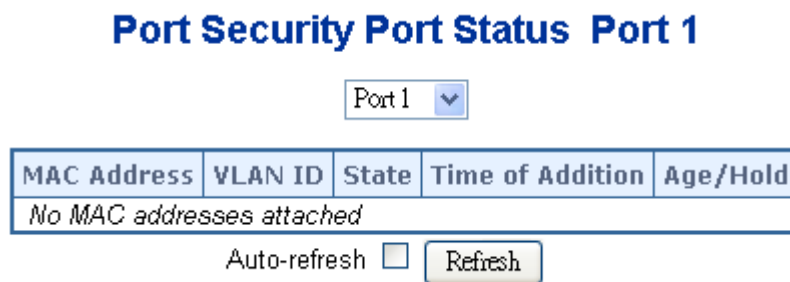 Port Security Port Status Port 1
Port 1
MAC Address VLAN ID State Time of Addition Age/Hold
No MAC addresses attached
Auto-refresh Refresh